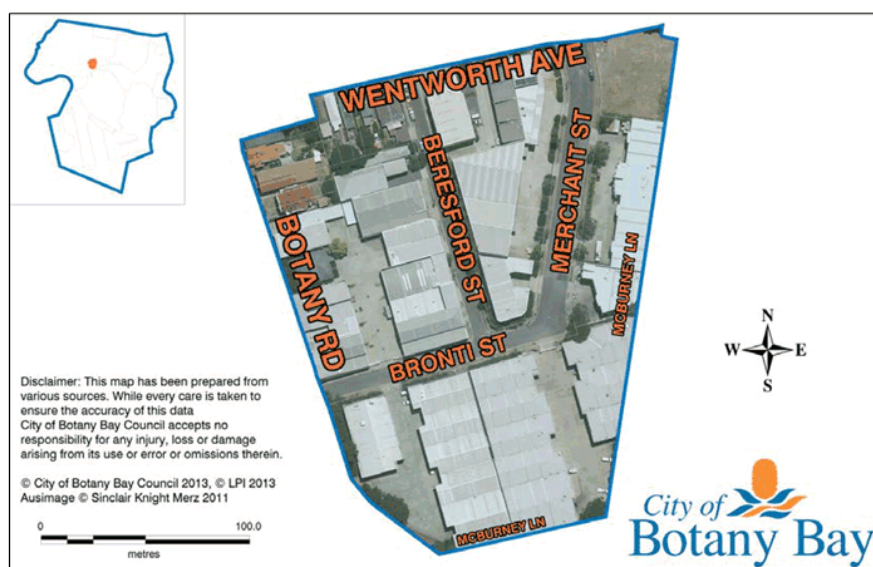 WENTWORTH AVE
BERESFORD ST
MERCHANT ST
BOTANY RD
MCBURNEY LN
BRONTI ST
N
W E
S
Disclaimer: This map has been prepared from
various sources. While every care is taken to
ensure the accuracy of this data
City of Botany Bay Council accepts no
responsibility for any injury, loss or damage
arising from its use or error or omissions therein.
© City of Botany Bay Council 2013, © LPI 2013
Ausimage © Sinclair Knight Merz 2011
0 100.0
metres
MCBURNEY LN
City of
Botany Bay